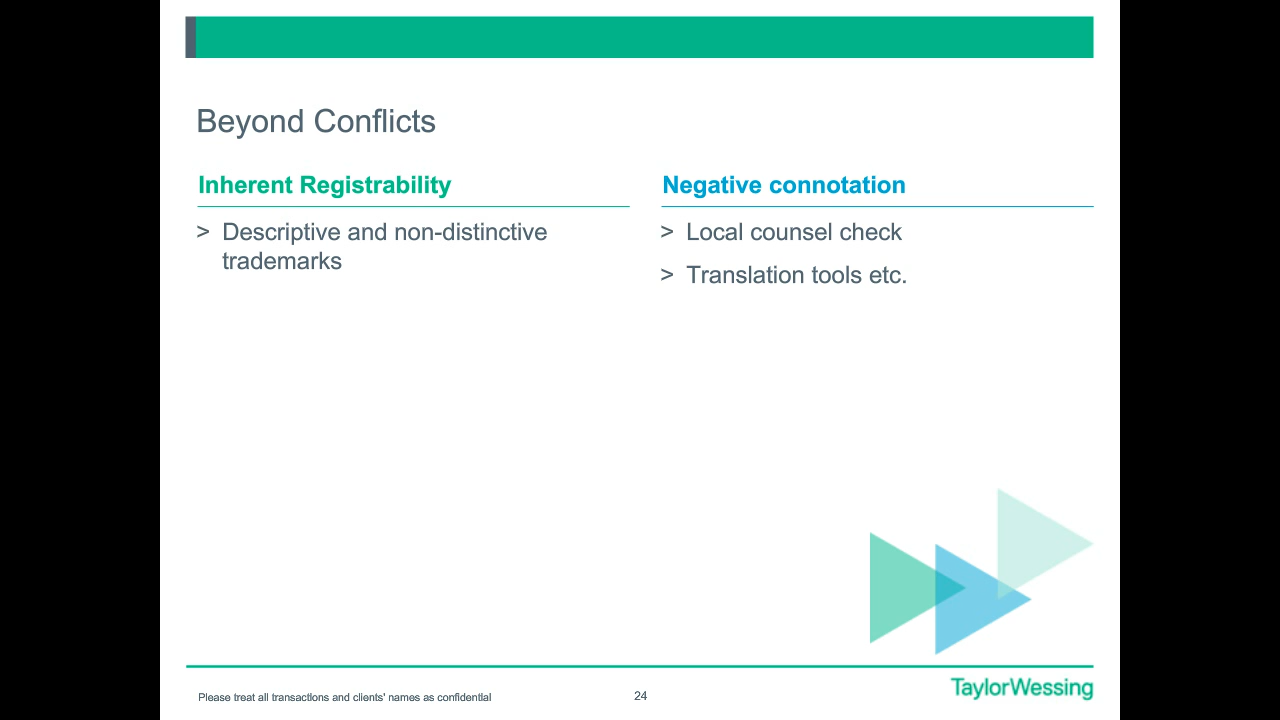 Beyond Conflicts
Inherent Registrability
> Descriptive and non-distinctive
trademarks
Negative connotation
> Local counsel check
> Translation tools etc.
Please treat all transactions and clients' names as confidential
24
TaylorWessing